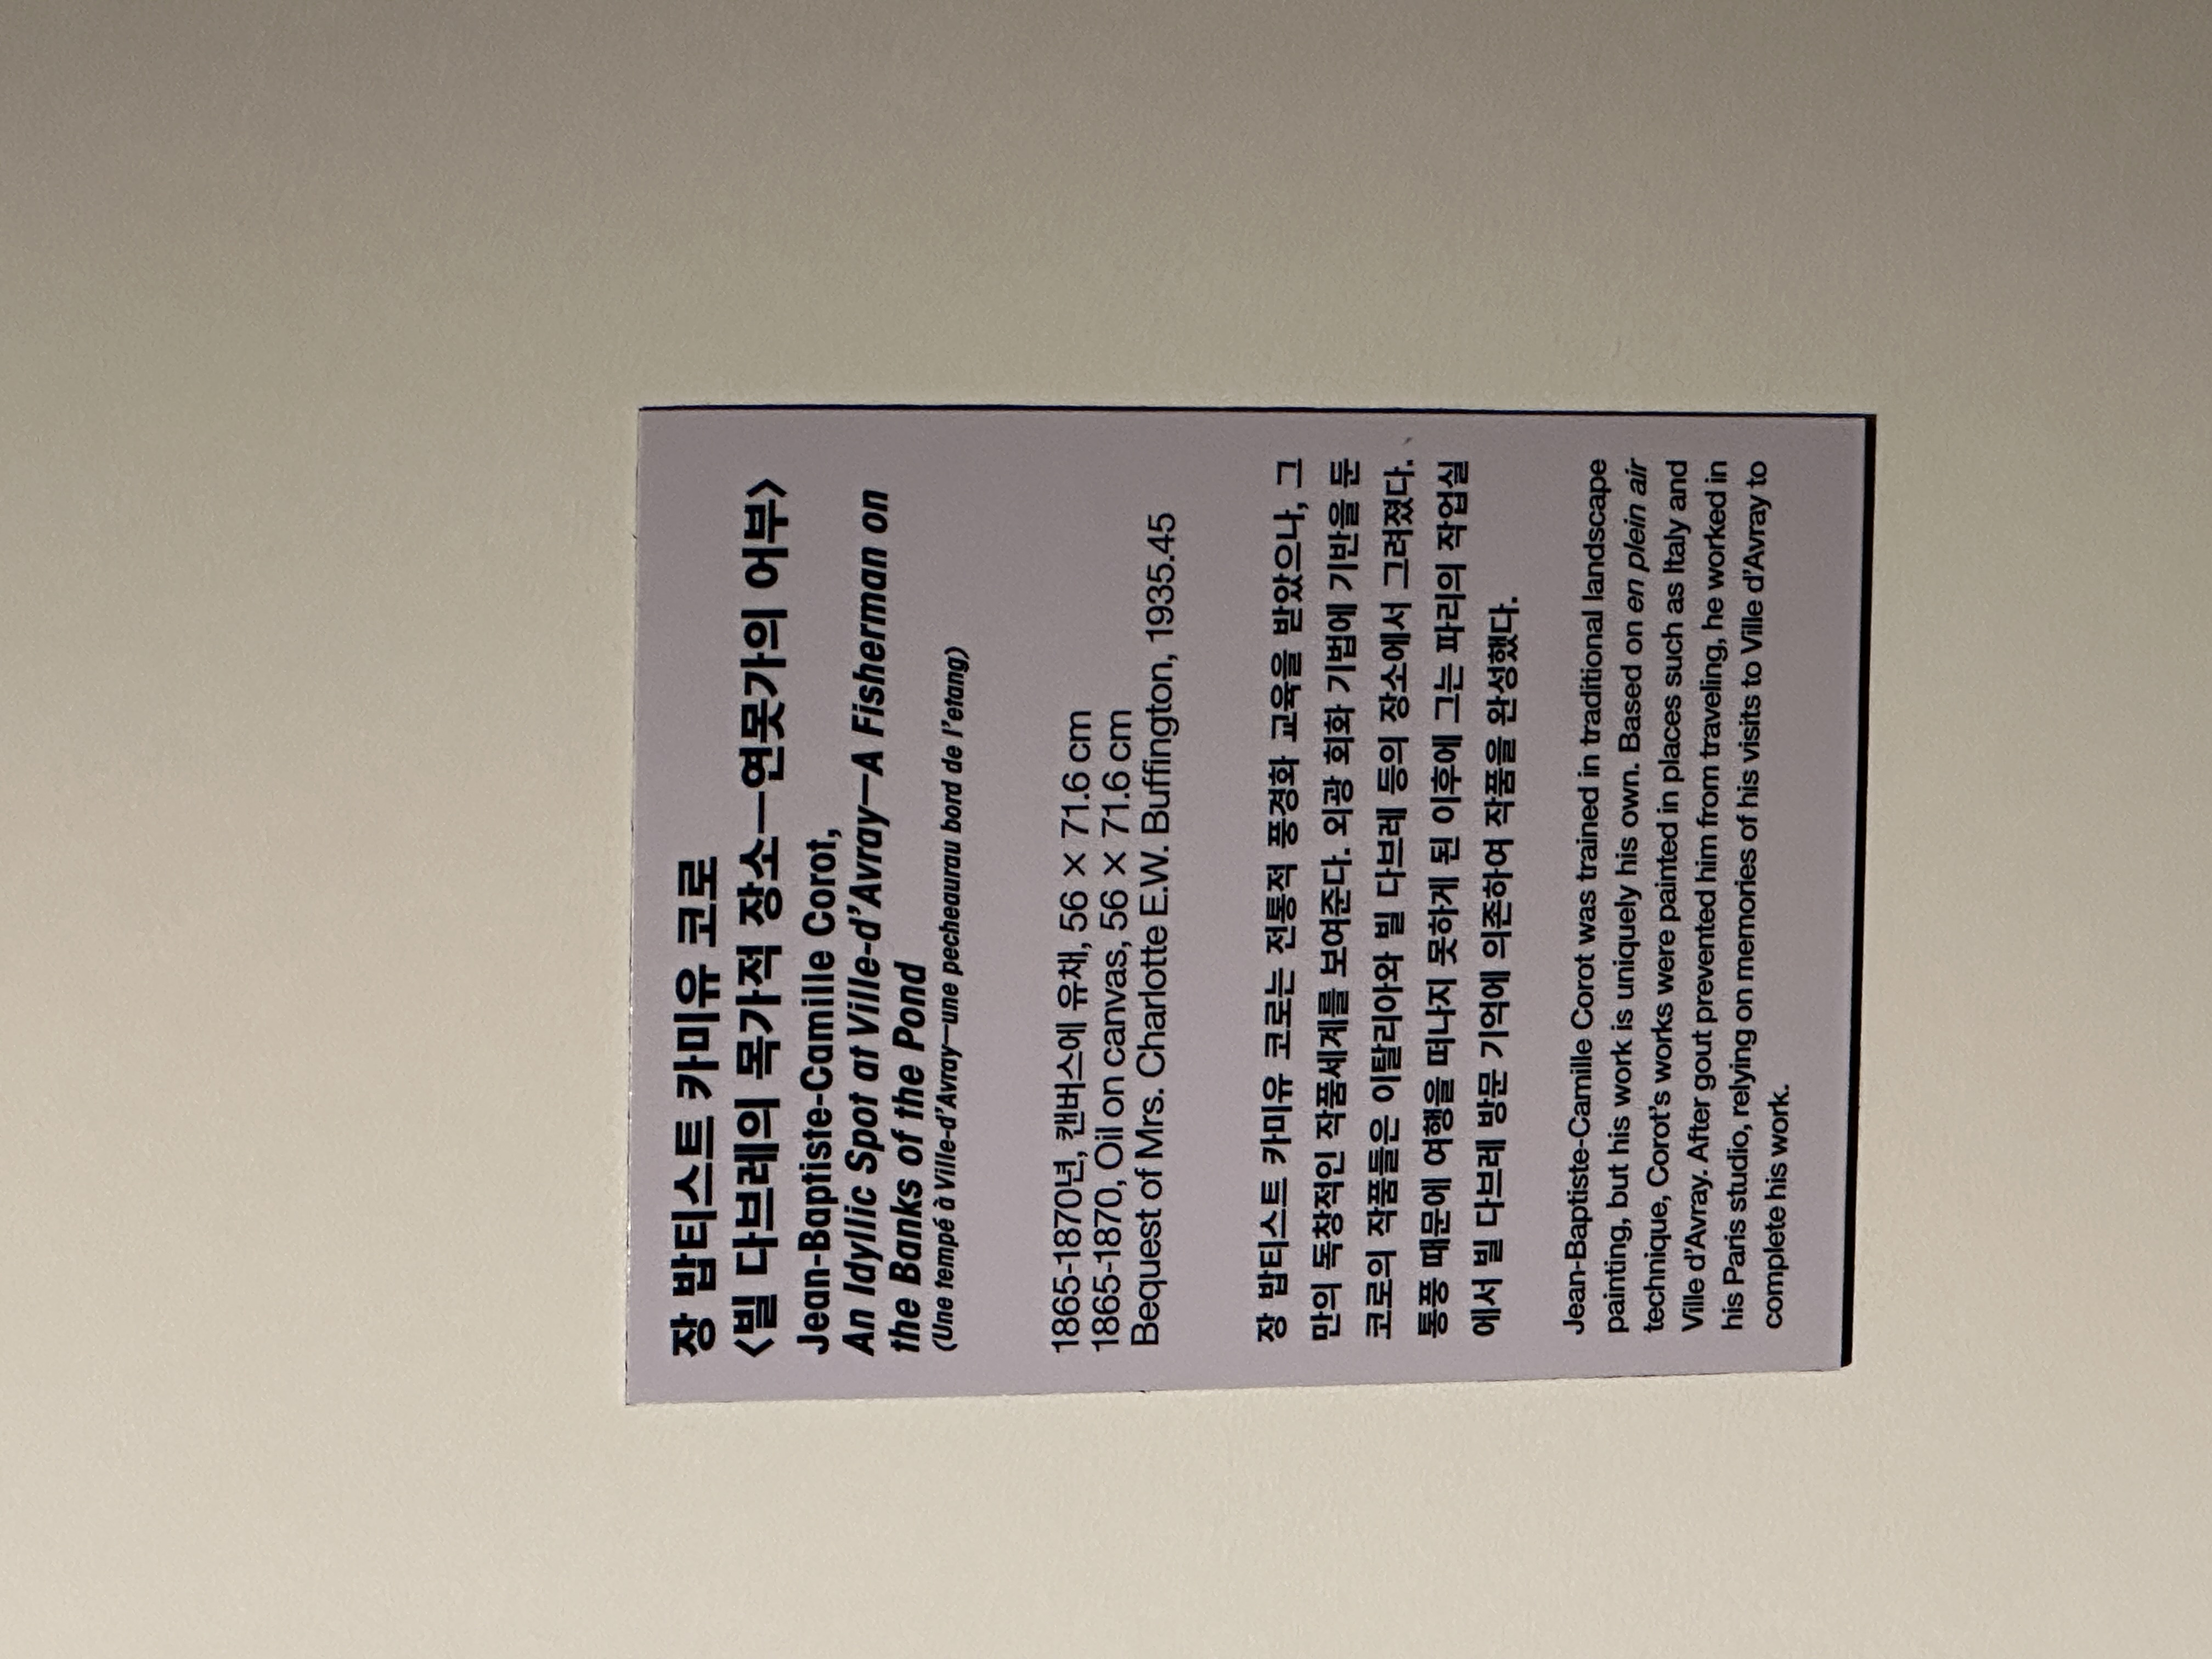 장 밥티스트 카미유 코로
〈빌 다브레의 목가적 장소—연못가의 어부〉
Jean-Baptiste-Camille Corot,
An Idyllic Spot at Ville-d'Avray—A Fisherman on
the Banks of the Pond
(Une tempé à Ville-d'Avray—une pecheaurau bord de l'etang)
1865-1870년, 캔버스에 유채, 56 × 71.6 cm
1865-1870, Oil on canvas, 56 × 71.6 cm
Bequest of Mrs. Charlotte E.W. Buffington, 1935.45
장 밥티스트 카미유 코로는 전통적 풍경화 교육을 받았으나, 그
만의 독창적인 작품세계를 보여준다. 외광 회화 기법에 기반을 둔
코로의 작품들은 이탈리아와 빌 다브레 등의 장소에서 그려졌다.
통풍 때문에 여행을 떠나지 못하게 된 이후에 그는 파리의 작업실
에서 빌 다브레 방문 기억에 의존하여 작품을 완성했다.
Jean-Baptiste-Camille Corot was trained in traditional landscape
painting, but his work is uniquely his own. Based on en plein air
technique, Corot's works were painted in places such as Italy and
Ville d'Avray. After gout prevented him from traveling, he worked in
his Paris studio, relying on memories of his visits to Ville d'Avray to
complete his work.